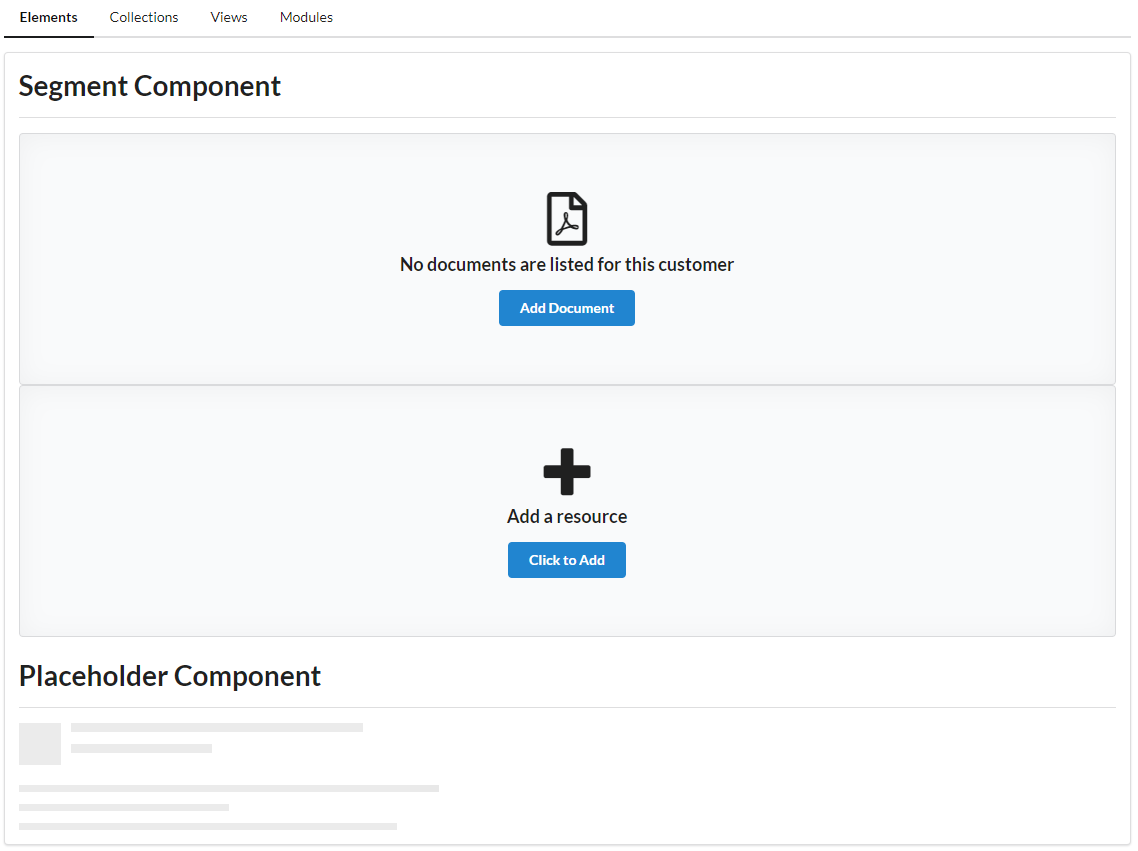 Elements Collections Views Modules
Segment Component
No documents are listed for this customer
Add Document
Add a resource
Click to Add
Placeholder Component